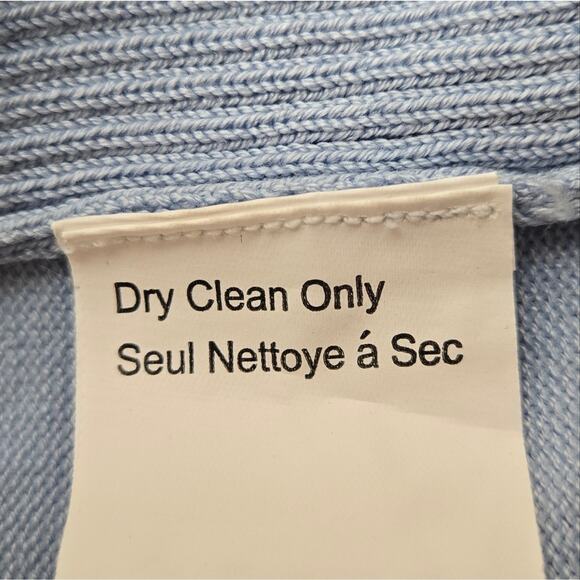 Dry Clean Only
Seul Nettoye á Sec